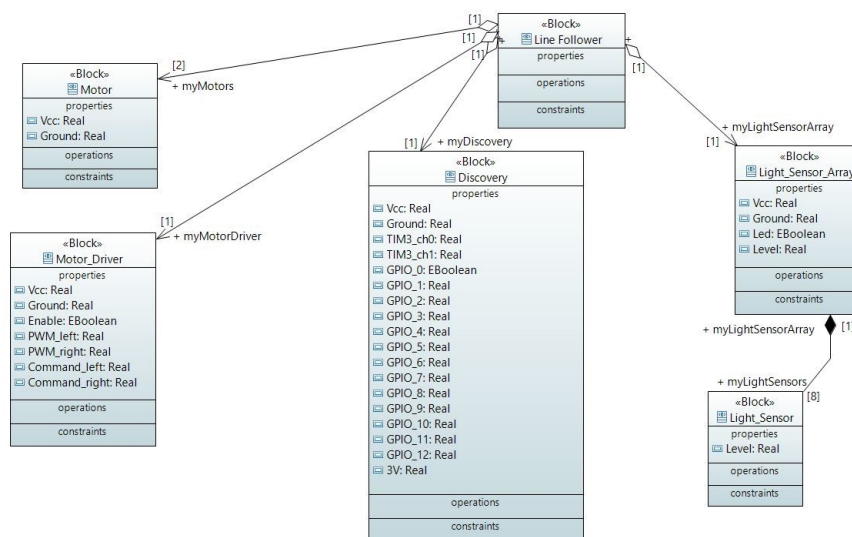 «Block»
Line Follower
properties
operations
constraints
[1]
[1]
[1]
+
+
[1]
[2]
+ myMotors
«Block»
Motor
properties
Vcc: Real
Ground: Real
operations
constraints
[1]
+ myMotorDriver
«Block»
Motor_Driver
properties
Vcc: Real
Ground: Real
Enable: EBoolean
PWM_left: Real
PWM_right: Real
Command_left: Real
Command_right: Real
operations
constraints
+ myDiscovery
[1]
«Block»
Discovery
properties
Vcc: Real
Ground: Real
TIM3_ch0: Real
TIM3_ch1: Real
GPIO_0: EBoolean
GPIO_1: Real
GPIO_2: Real
GPIO_3: Real
GPIO_4: Real
GPIO_5: Real
GPIO_6: Real
GPIO_7: Real
GPIO_8: Real
GPIO_9: Real
GPIO_10: Real
GPIO_11: Real
GPIO_12: Real
3V: Real
operations
constraints
+ myLightSensorArray
[1]
«Block»
Light_Sensor_Array
properties
Vcc: Real
Ground: Real
Led: EBoolean
Level: Real
operations
constraints
+ myLightSensorArray
[1]
+ myLightSensors
[8]
«Block»
Light_Sensor
properties
Level: Real
operations
constraints